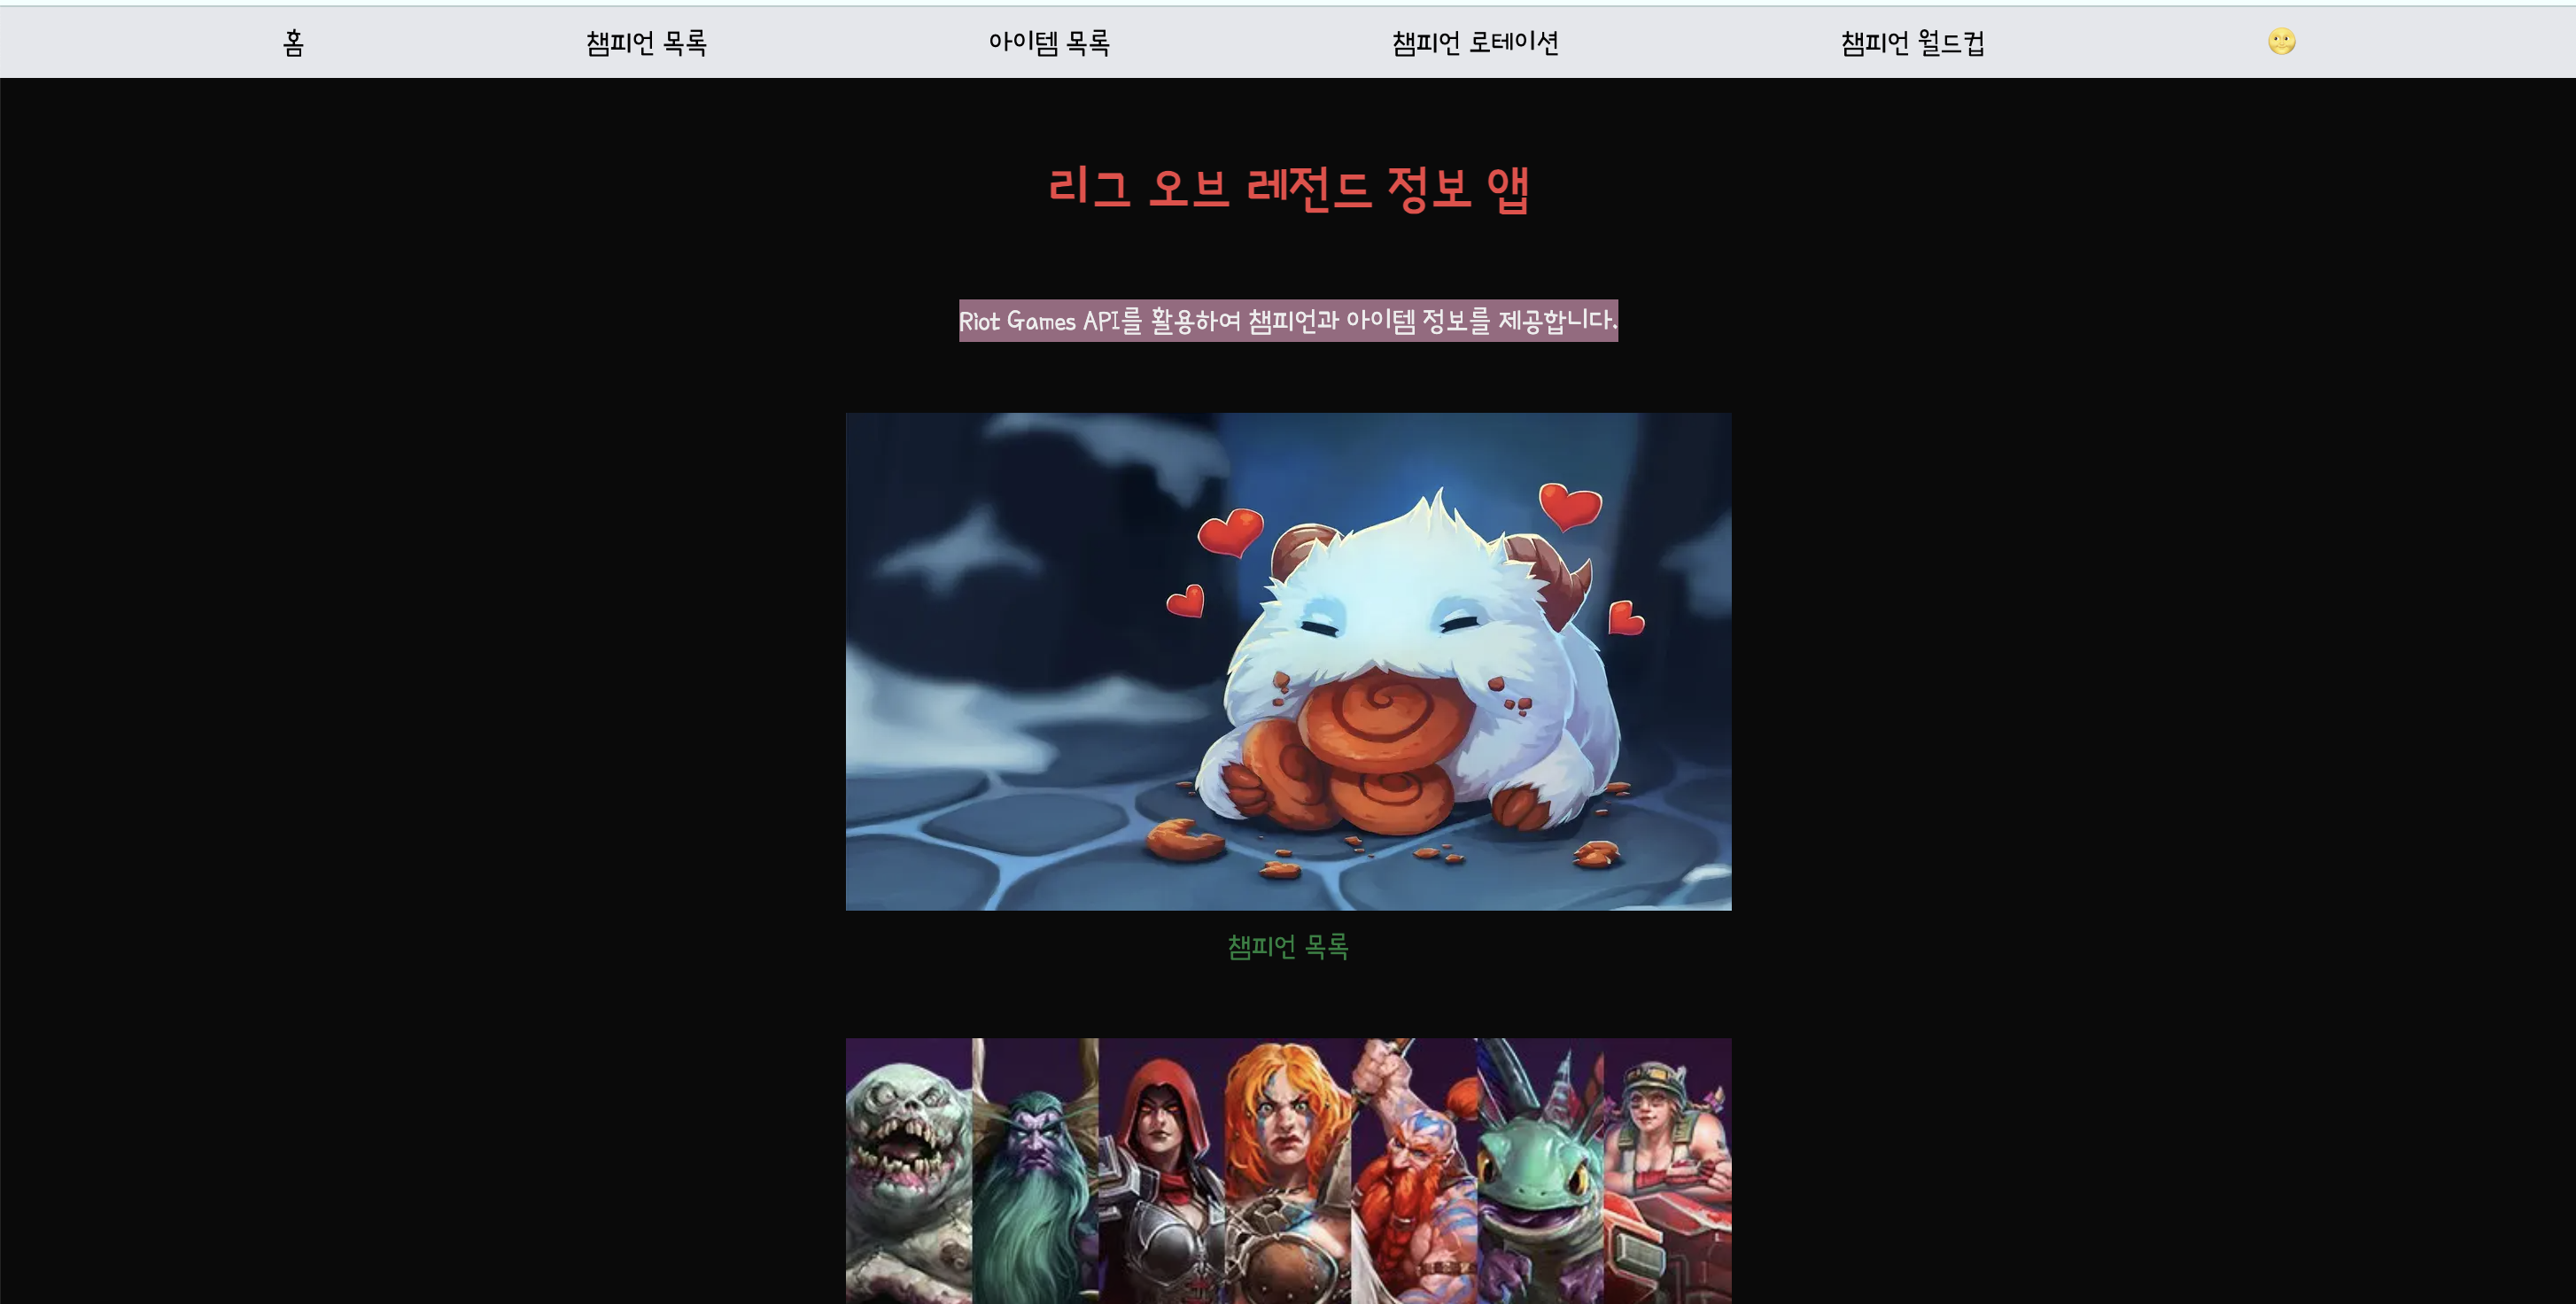 홈 챔피언 목록 아이템 목록 챔피언 로테이션 챔피언 월드컵
리그 오브 레전드 정보 앱
Riot Games API를 활용하여 챔피언과 아이템 정보를 제공합니다.
챔피언 목록